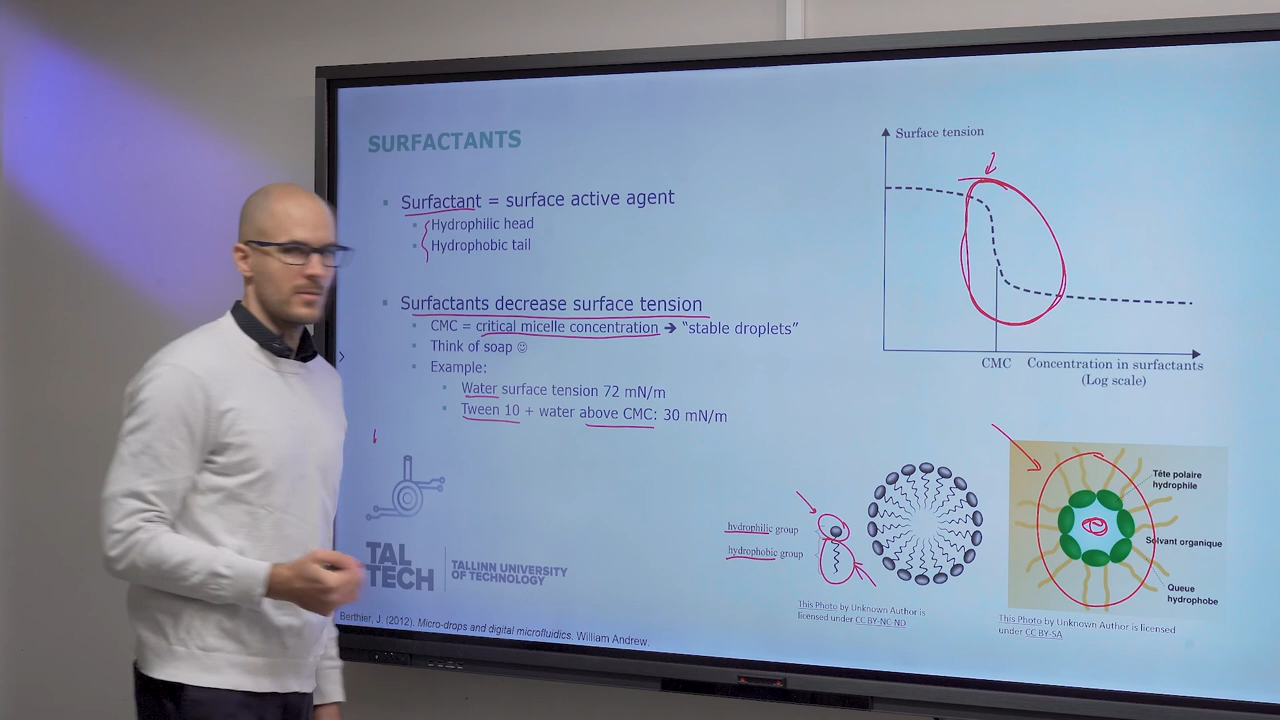 SURFACTANTS
Surfactant = surface active agent
Hydrophilic head
Hydrophobic tail
Surfactants decrease surface tension
CMC = critical micelle concentration ➔ “stable droplets”
Think of soap ☺
Example:
Water surface tension 72 mN/m
Tween 10 + water above CMC: 30 mN/m
TAL
TECH
TALLINN UNIVERSITY
OF TECHNOLOGY
Berthier, J. (2012). Micro-drops and digital microfluidics. William Andrew.
Surface tension
CMC
Concentration in surfactants
(Log scale)
hydrophilic group
hydrophobic group
This Photo by Unknown Author is
licensed under CC BY-NC-ND
Tête polaire
hydrophile
Solvant organique
Queue
hydrophobe
This Photo by Unknown Author is licensed
under CC BY-SA